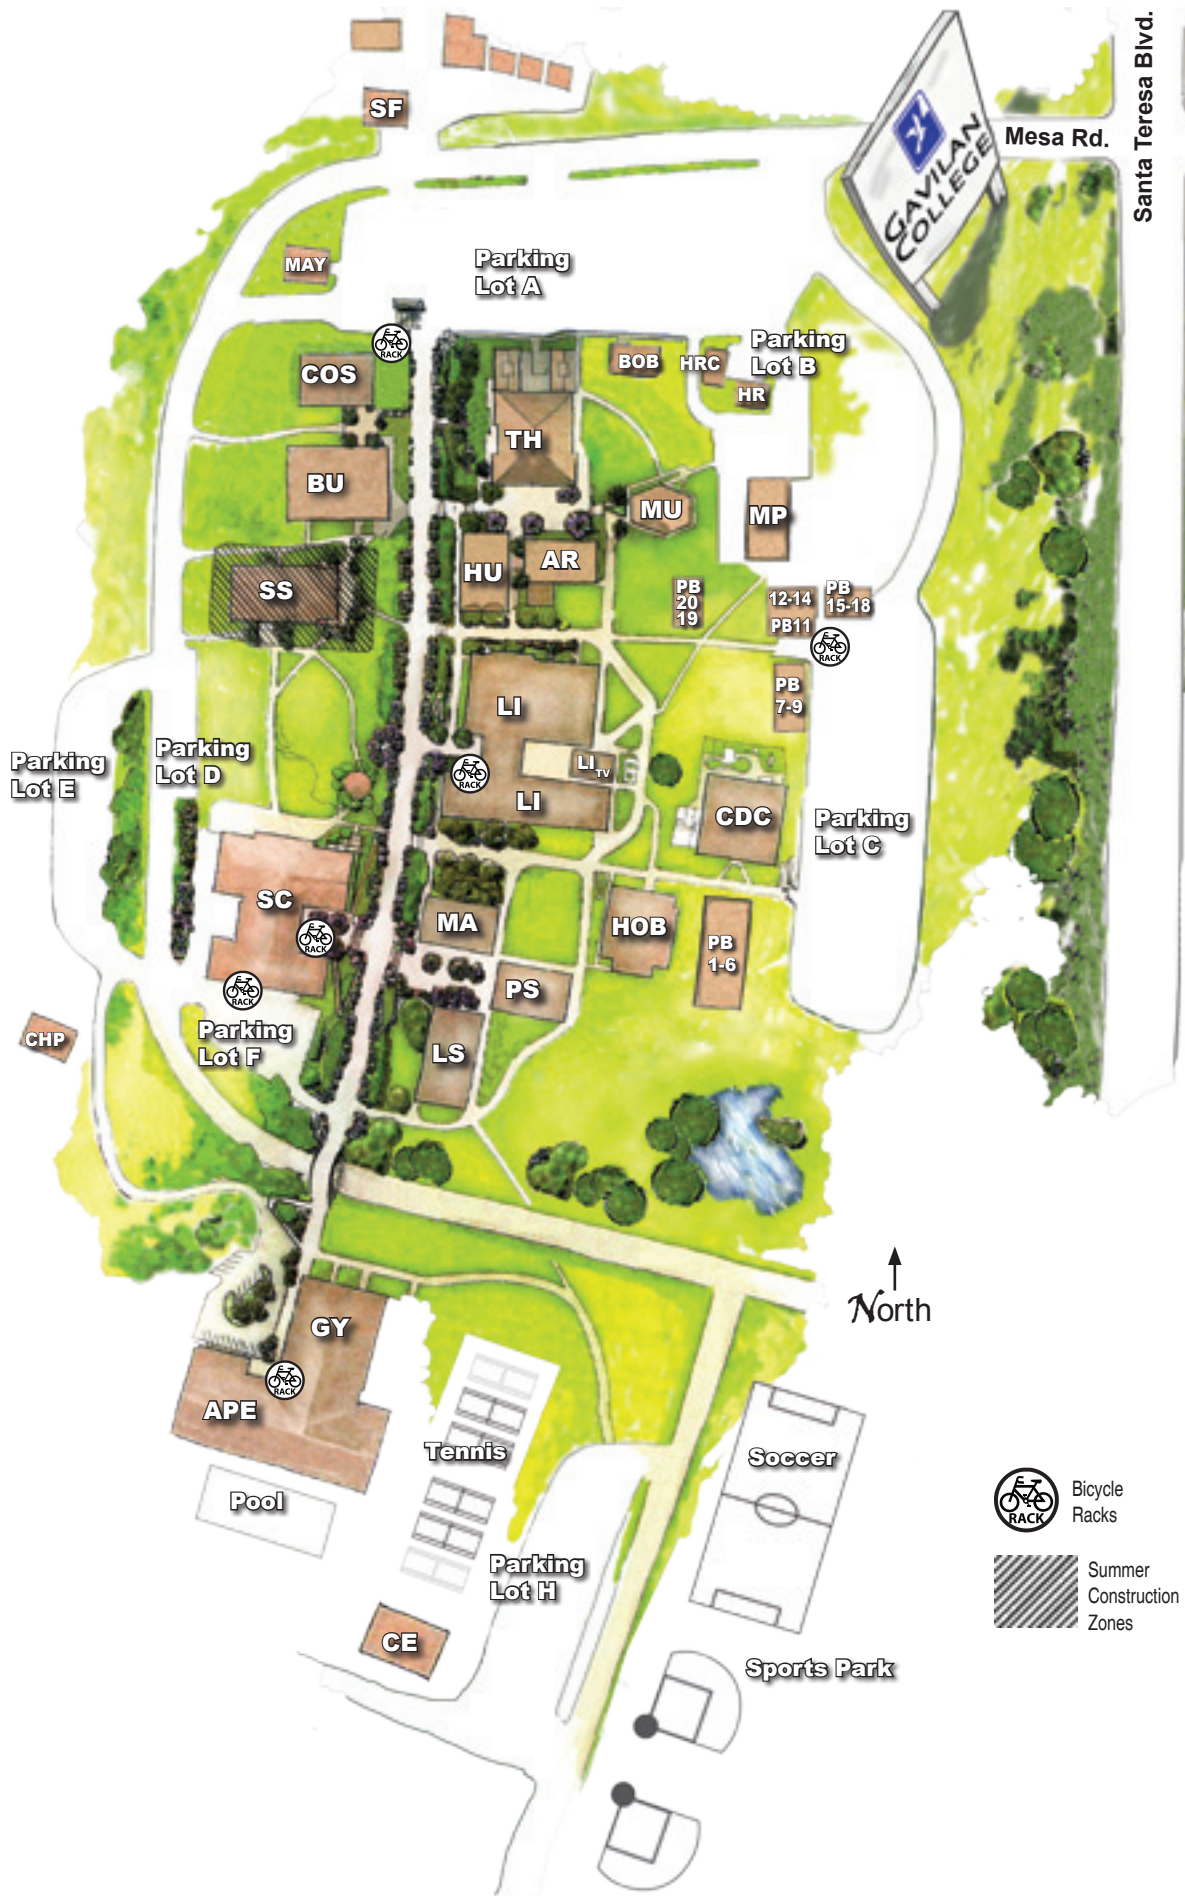 Santa Teresa Blvd.
SF
Mesa Rd.
GAVILAN
COLLEGE
MAY
Parking
Lot A
RACK
COS
BOB
HRC
HR
Parking
Lot B
TH
BU
MU
MP
HU
AR
SS
PB
20
19
12-14
PB11
PB
15-18
RACK
PB
7-9
LI
LI TV
LI
RACK
Parking
Lot E
Parking
Lot D
CDC
Parking
Lot C
SC
RACK
RACK
MA
HOB
PB
1-6
PS
Parking
Lot F
CHP
LS
North
GY
RACK
APE
Tennis
Soccer
Pool
Parking
Lot H
CE
Sports Park
RACK
Bicycle
Racks
Summer
Construction
Zones